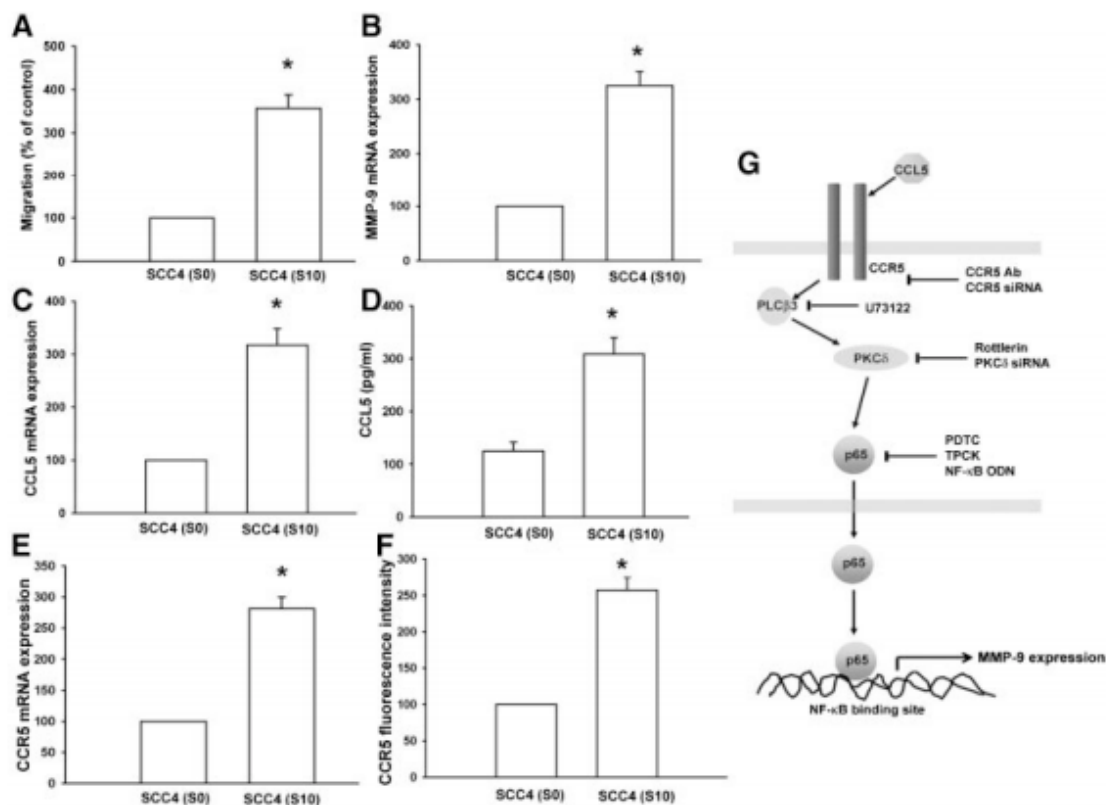 A
Migration (% of control)
500
400
300
200
100
0
SCC4 (S0)
SCC4 (S10)
*
B
MMP-9 mRNA expression
400
300
200
100
0
SCC4 (S0)
SCC4 (S10)
*
C
CCL5 mRNA expression
400
300
200
100
0
SCC4 (S0)
SCC4 (S10)
*
D
CCL5 (pg/ml)
400
300
200
100
0
SCC4 (S0)
SCC4 (S10)
*
E
CCR5 mRNA expression
350
300
250
200
150
100
50
0
SCC4 (S0)
SCC4 (S10)
*
F
CCR5 fluorescence intensity
300
250
200
150
100
50
0
SCC4 (S0)
SCC4 (S10)
*
G
CCL5
CCR5
CCR5 Ab
CCR5 siRNA
PLCβ3
U73122
PKCδ
Rottlerin
PKCδ siRNA
p65
PDTC
TPCK
NF-κB ODN
p65
p65
MMP-9 expression
NF-κB binding site